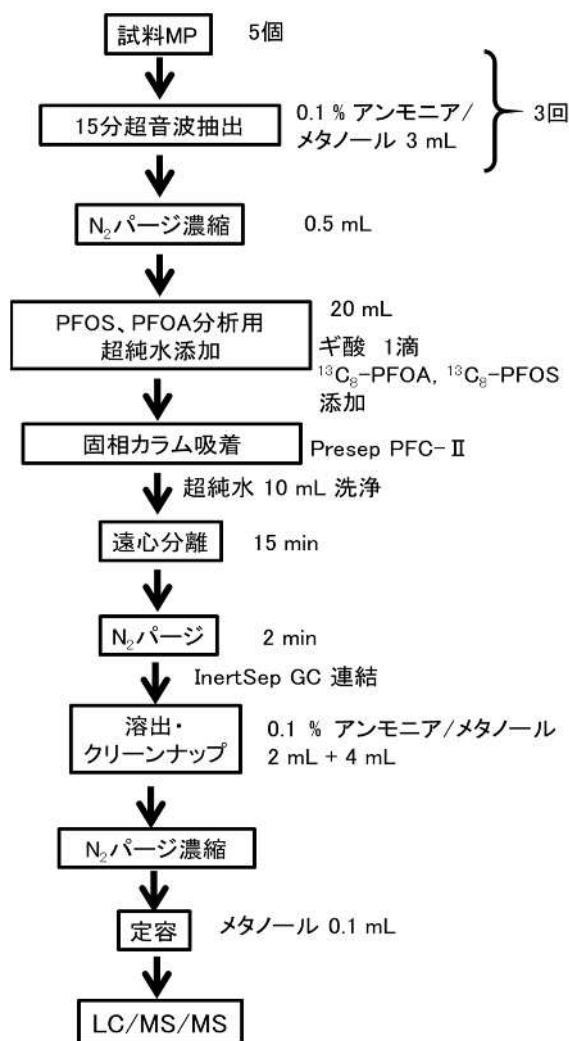 試料MP 5個
15分超音波抽出 0.1 % アンモニア/
メタノール 3 mL
3回
N₂パージ濃縮 0.5 mL
PFOS、PFOA分析用
超純水添加
20 mL
ギ酸 1滴
¹³C₈-PFOA, ¹³C₈-PFOS
添加
固相カラム吸着 Presep PFC-Ⅱ
超純水 10 mL 洗浄
遠心分離 15 min
N₂パージ 2 min
InertSep GC 連結
溶出・
クリーンナップ
0.1 % アンモニア/メタノール
2 mL + 4 mL
N₂パージ濃縮
定容 メタノール 0.1 mL
LC/MS/MS